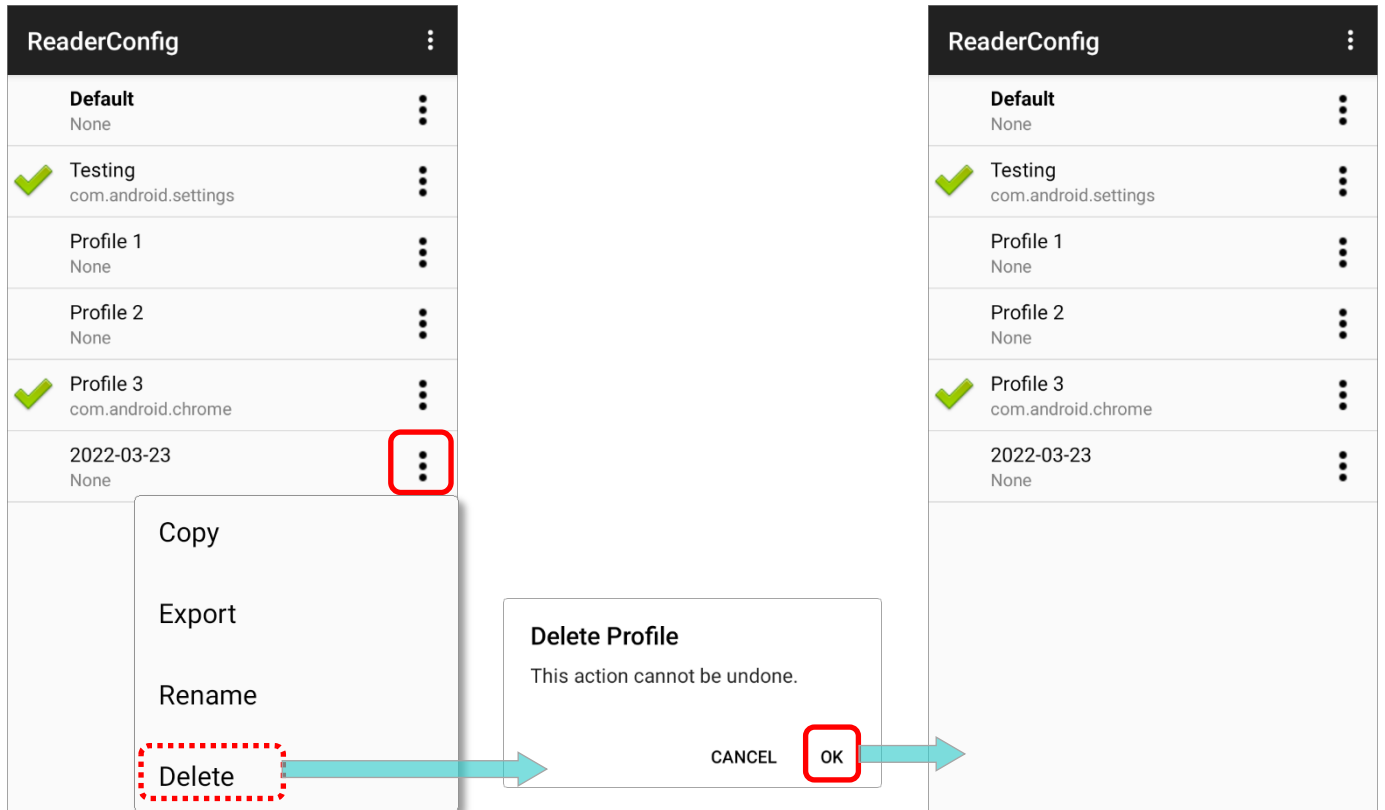 ReaderConfig
Default
None
Testing
com.android.settings
Profile 1
None
Profile 2
None
Profile 3
com.android.chrome
2022-03-23
None
Copy
Export
Rename
Delete
Delete Profile
This action cannot be undone.
CANCEL OK
ReaderConfig
Default
None
Testing
com.android.settings
Profile 1
None
Profile 2
None
Profile 3
com.android.chrome
2022-03-23
None